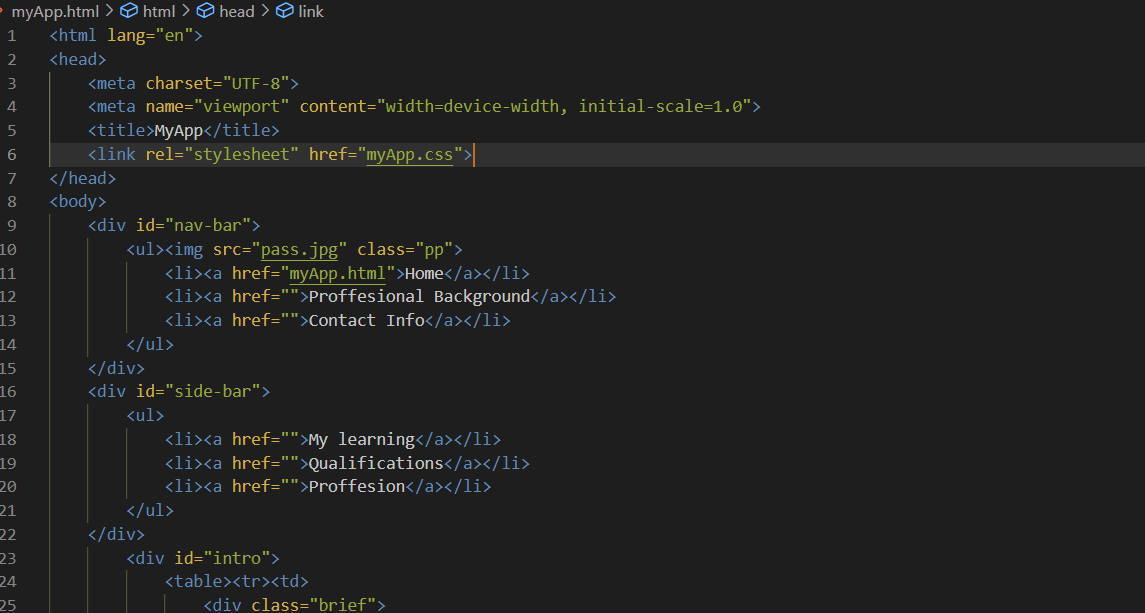 myApp.html > html > head > link
1 <html lang="en">
2 <head>
3 <meta charset="UTF-8">
4 <meta name="viewport" content="width=device-width, initial-scale=1.0">
5 <title>MyApp</title>
6 <link rel="stylesheet" href="myApp.css">
7 </head>
8 <body>
9 <div id="nav-bar">
10 <ul><img src="pass.jpg" class="pp">
11 <li><a href="myApp.html">Home</a></li>
12 <li><a href="">Proffesional Background</a></li>
13 <li><a href="">Contact Info</a></li>
14 </ul>
15 </div>
16 <div id="side-bar">
17 <ul>
18 <li><a href="">My learning</a></li>
19 <li><a href="">Qualifications</a></li>
20 <li><a href="">Proffesion</a></li>
21 </ul>
22 </div>
23 <div id="intro">
24 <table><tr><td>
25 <div class="brief">